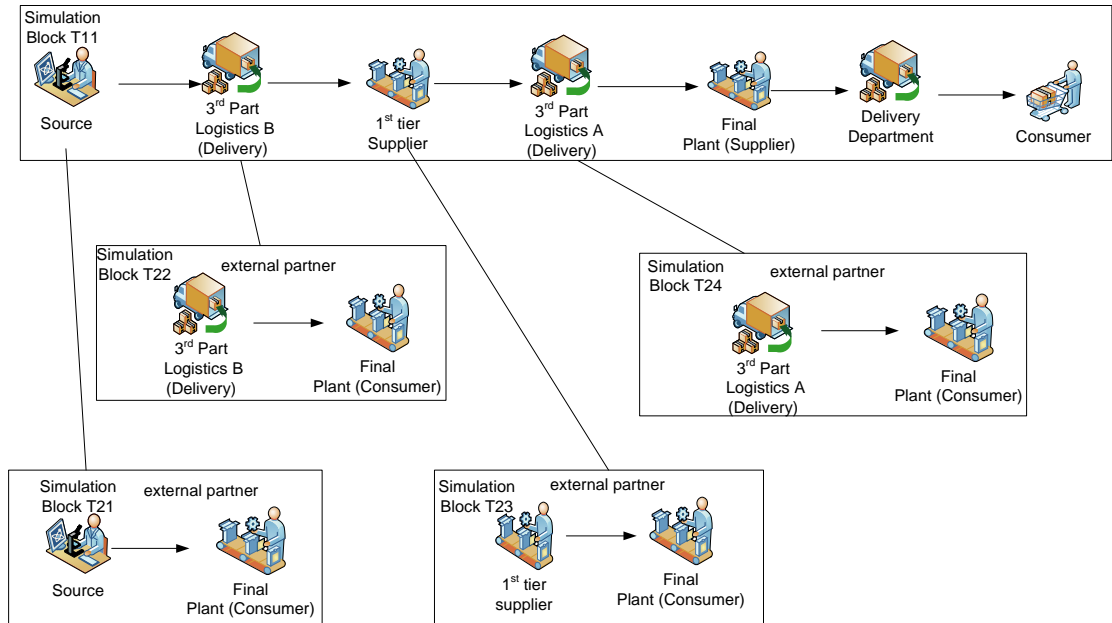 Simulation
Block T11
Source
3rd Part
Logistics B
(Delivery)
1st tier
Supplier
3rd Part
Logistics A
(Delivery)
Final
Plant (Supplier)
Delivery
Department
Consumer
Simulation
Block T22
external partner
3rd Part
Logistics B
(Delivery)
Final
Plant (Consumer)
Simulation
Block T24
external partner
3rd Part
Logistics A
(Delivery)
Final
Plant (Consumer)
Simulation
Block T21
external partner
Source
Final
Plant (Consumer)
Simulation
Block T23
external partner
1st tier
supplier
Final
Plant (Consumer)